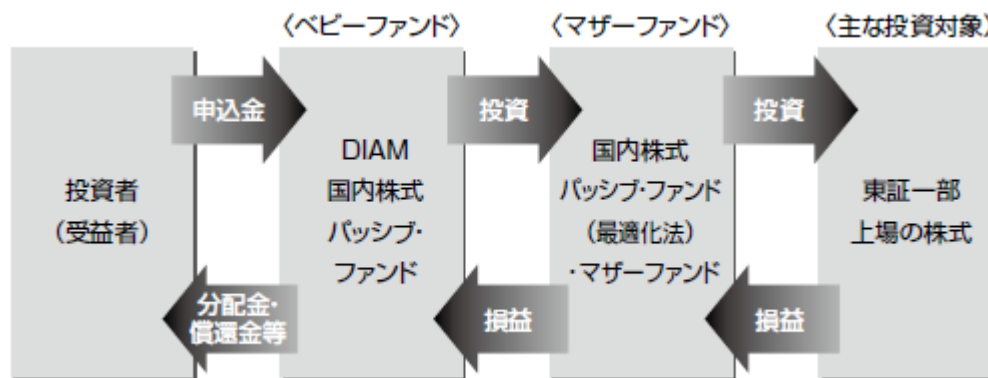 〈ベビーファンド〉
〈マザーファンド〉
〈主な投資対象〉
申込金
投資
投資
投資者
(受益者)
DIAM
国内株式
パッシブ・
ファンド
国内株式
パッシブ・ファンド
(最適化法)
・マザーファンド
東証一部
上場の株式
分配金・
償還金等
損益
損益